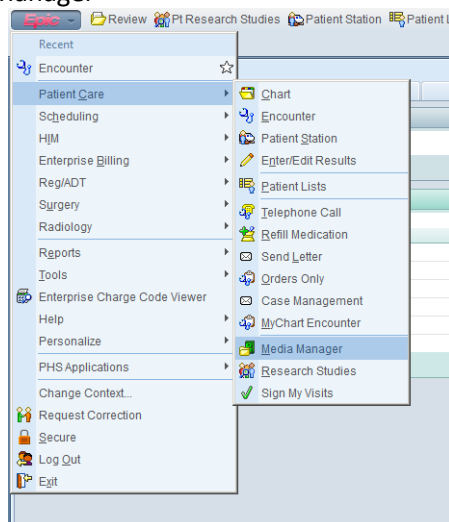 manager
Epic Review Pt Research Studies Patient Station Patient L
Recent
Encounter
Patient Care
Scheduling
HIM
Enterprise Billing
Reg/ADT
Surgery
Radiology
Reports
Tools
Enterprise Charge Code Viewer
Help
Personalize
PHS Applications
Change Context...
Request Correction
Secure
Log Out
Exit
Chart
Encounter
Patient Station
Enter/Edit Results
Patient Lists
Telephone Call
Refill Medication
Send Letter
Orders Only
Case Management
MyChart Encounter
Media Manager
Research Studies
Sign My Visits